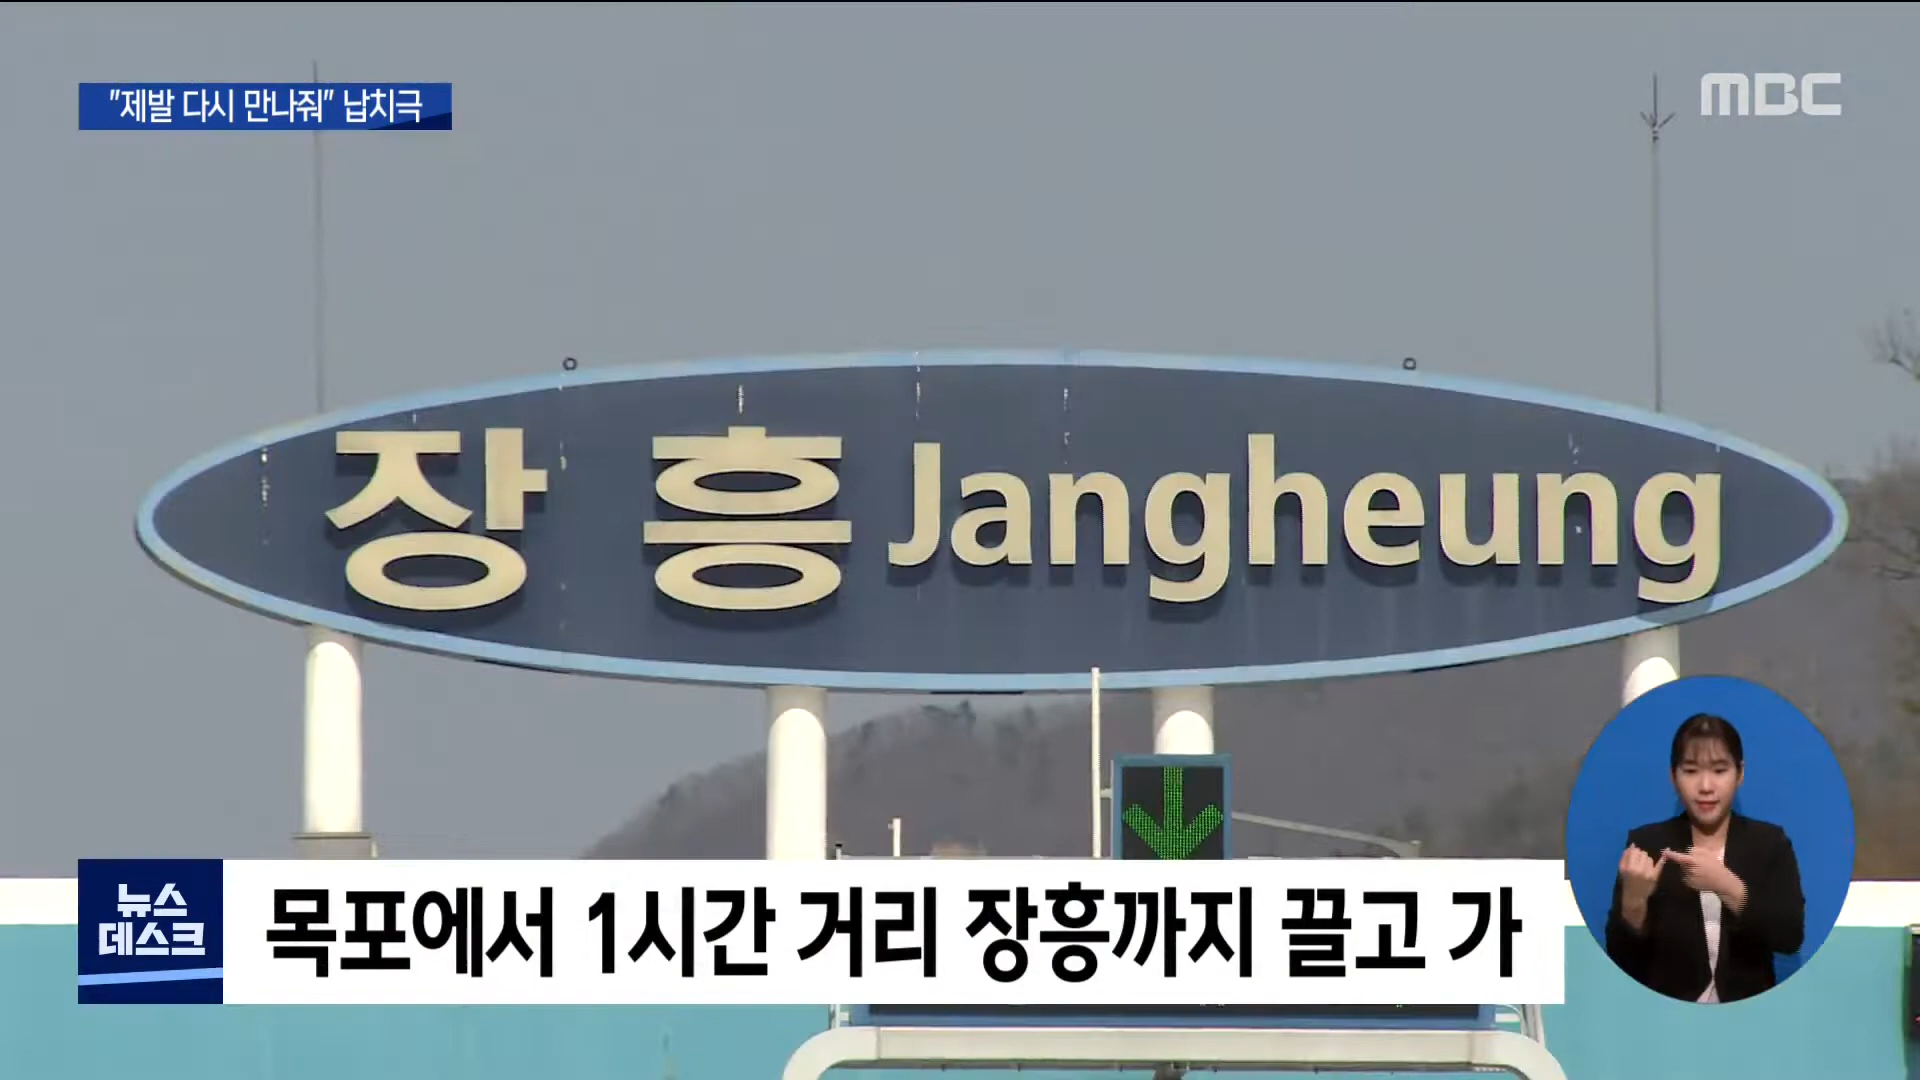 "제발 다시 만나줘" 납치극
MBC
장흥 Jangheung
뉴스
데스크
목포에서 1시간 거리 장흥까지 끌고 가